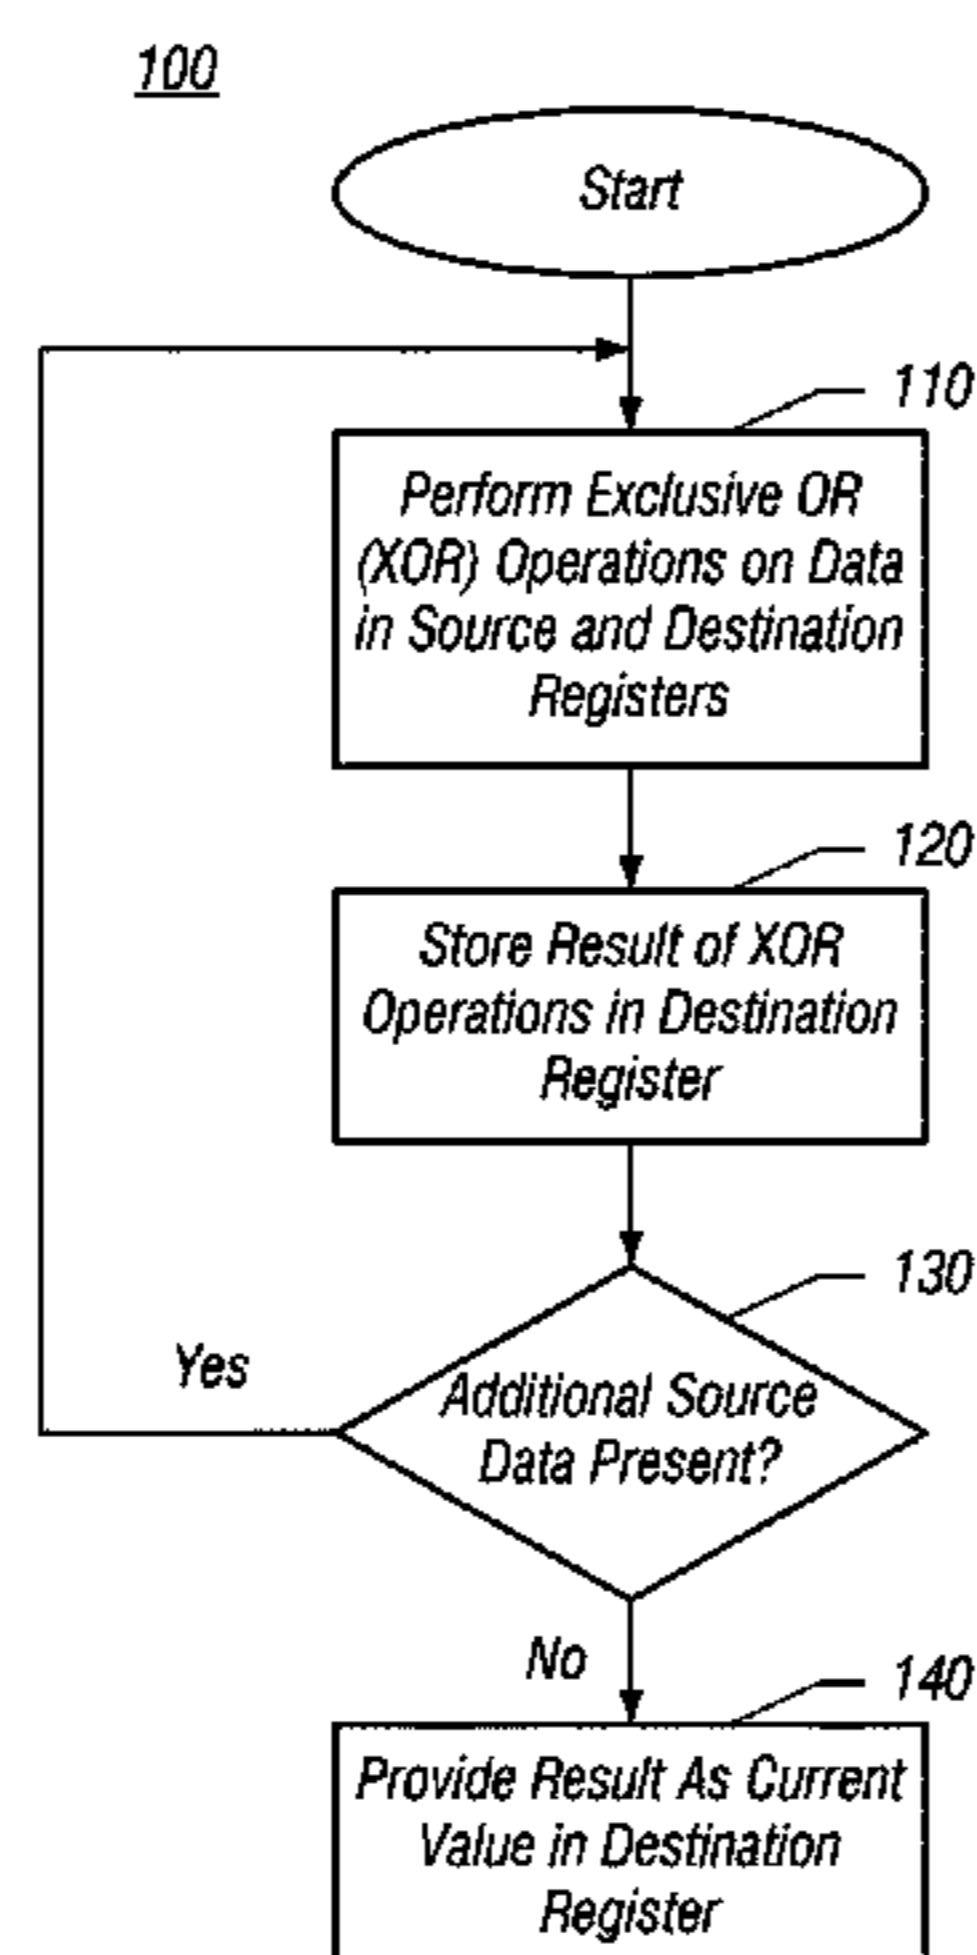 100
Start
110
Perform Exclusive OR
(XOR) Operations on Data
in Source and Destination
Registers
120
Store Result of XOR
Operations in Destination
Register
130
Yes
Additional Source
Data Present?
No
140
Provide Result As Current
Value in Destination
Register